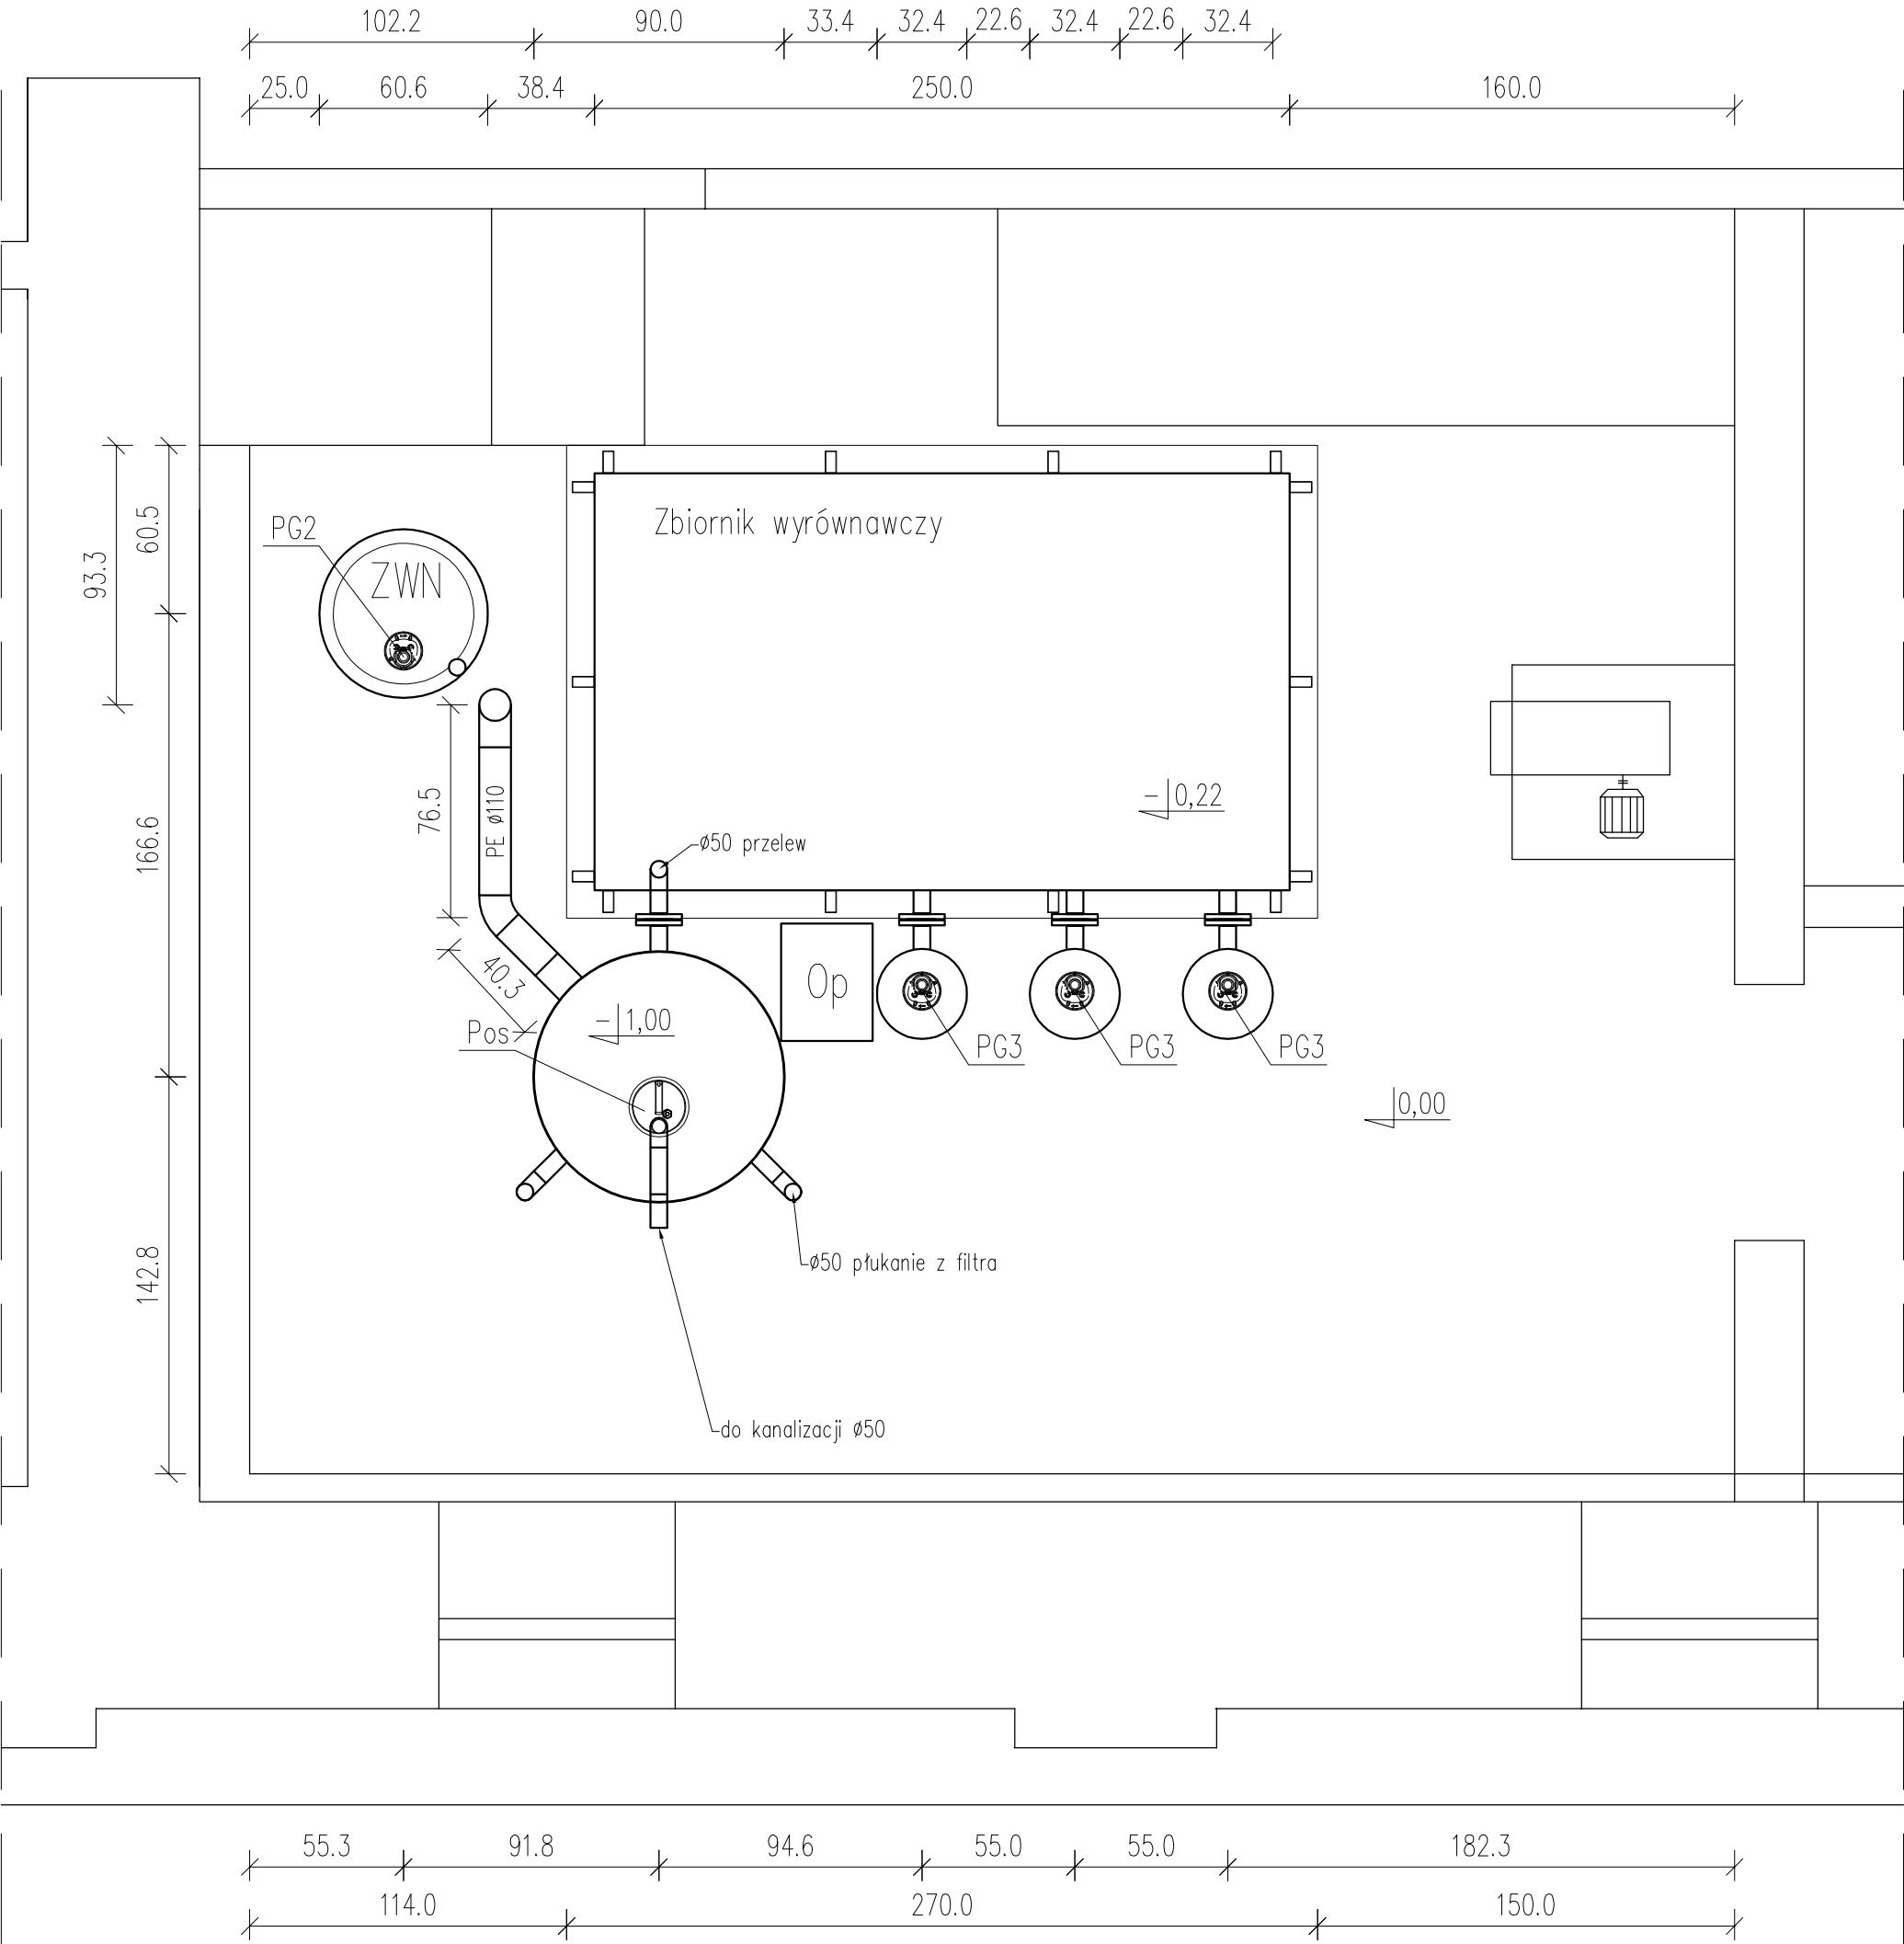 102.2 90.0 33.4 32.4 22.6 32.4 22.6 32.4
25.0 60.6 38.4 250.0 160.0
60.5
93.3
166.6
142.8
PG2
ZWN
Zbiornik wyrównawczy
- 0,22
76.5
PE ø110
ø50 przelew
40.3
Pos
- 1,00
Op
PG3 PG3 PG3
0,00
ø50 płukanie z filtra
do kanalizacji ø50
55.3 91.8 94.6 55.0 55.0 182.3
114.0 270.0 150.0